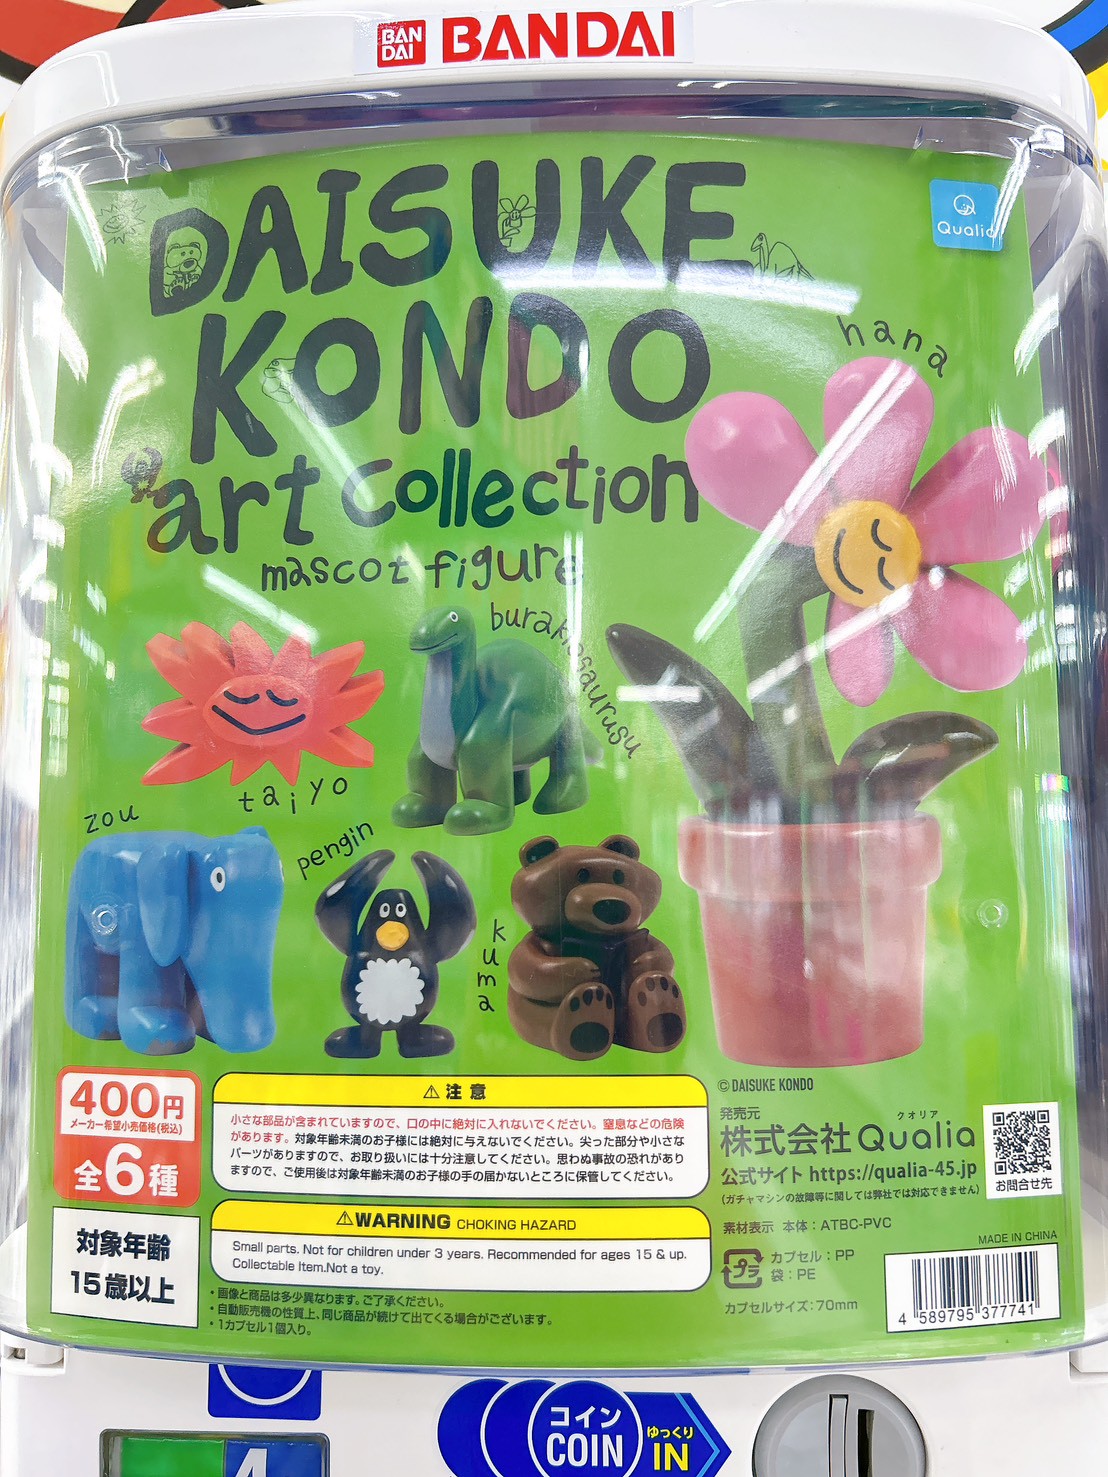 BAN
DAI
BANDAI
Qualia
DAISUKE
KONDO
art collection
mascot figure
hana
burakiosaurusu
taiyo
zou
pengin
kuma
400円
メーカー希望小売価格(税込)
全6種
対象年齢
15歳以上
⚠注意
小さな部品が含まれていますので、口の中に絶対に入れないでください。窒息などの危険
があります。対象年齢未満のお子様には絶対に与えないでください。尖った部分や小さな
パーツがありますので、お取り扱いには十分注意してください。思わぬ事故の恐れがあり
ますので、ご使用後は対象年齢未満のお子様の手の届かないところに保管してください。
⚠WARNING CHOKING HAZARD
Small parts. Not for children under 3 years. Recommended for ages 15 & up.
Collectable Item.Not a toy.
・画像と商品は多少異なります。ご了承ください。
・自動販売機の性質上、同じ商品が続けて出てくる場合がございます。
・1カプセル1個入り。
© DAISUKE KONDO
発売元
クオリア
株式会社Qualia
公式サイト https://qualia-45.jp
(ガチャマシンの故障等に関しては弊社では対応できません)
お問合せ先
素材表示 本体：ATBC-PVC
プラ
カプセル：PP
袋：PE
カプセルサイズ：70mm
MADE IN CHINA
4 589795 377741
コイン
COIN
ゆっくり
IN
4